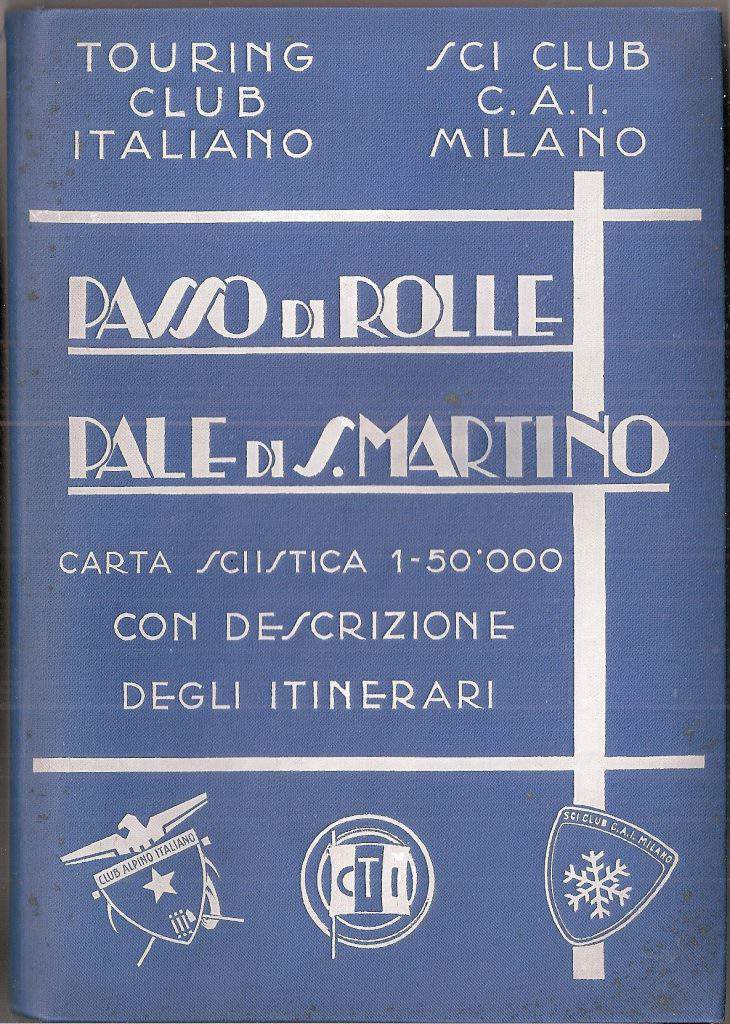 TOURING
CLUB
ITALIANO
SCI CLUB
C. A. I.
MILANO
PASSO DI ROLLE
PALE DI S. MARTINO
CARTA SCIISTICA 1-50'000
CON DESCRIZIONE
DEGLI ITINERARI
CLUB ALPINO ITALIANO
CTI
SCI CLUB C.A.I. MILANO